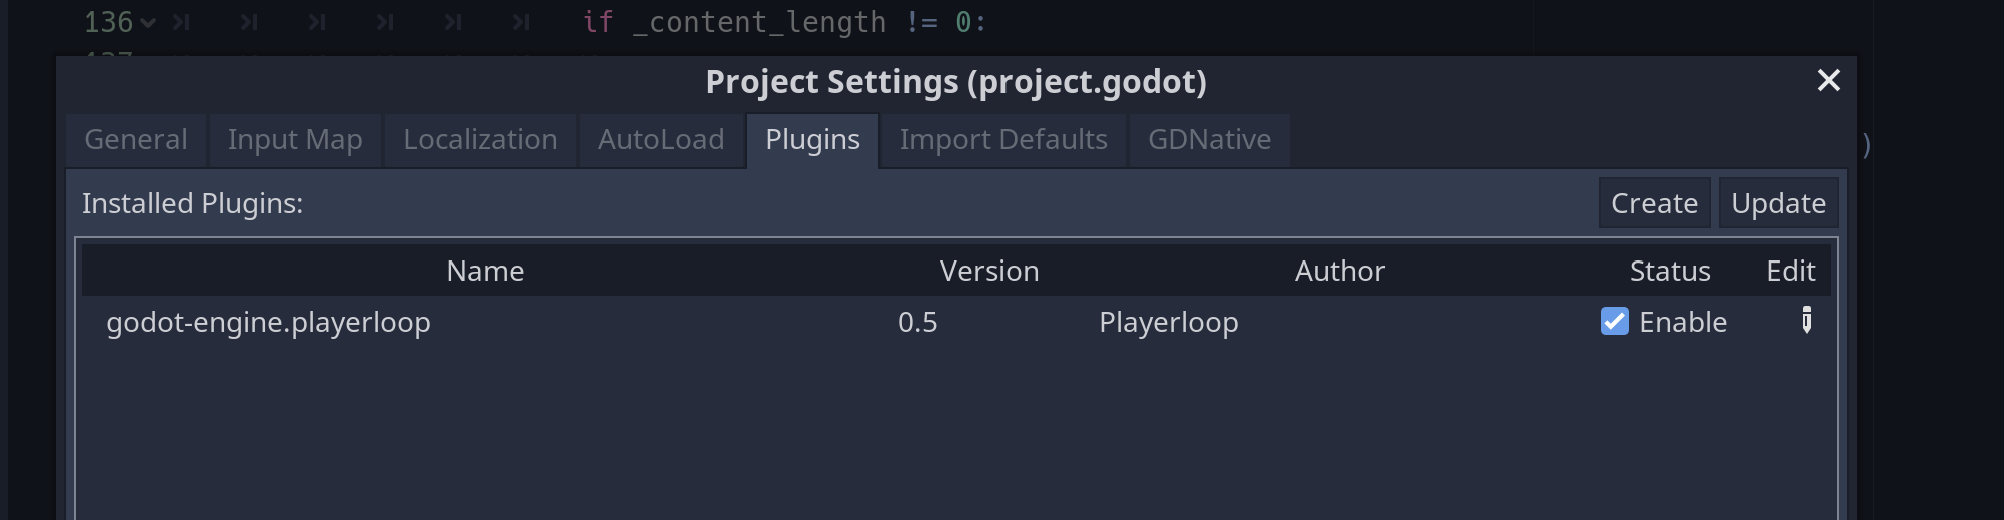 136 if _content_length != 0:
Project Settings (project.godot)
General Input Map Localization AutoLoad Plugins Import Defaults GDNative
)
Installed Plugins: Create Update
Name Version Author Status Edit
godot-engine.playerloop 0.5 Playerloop Enable